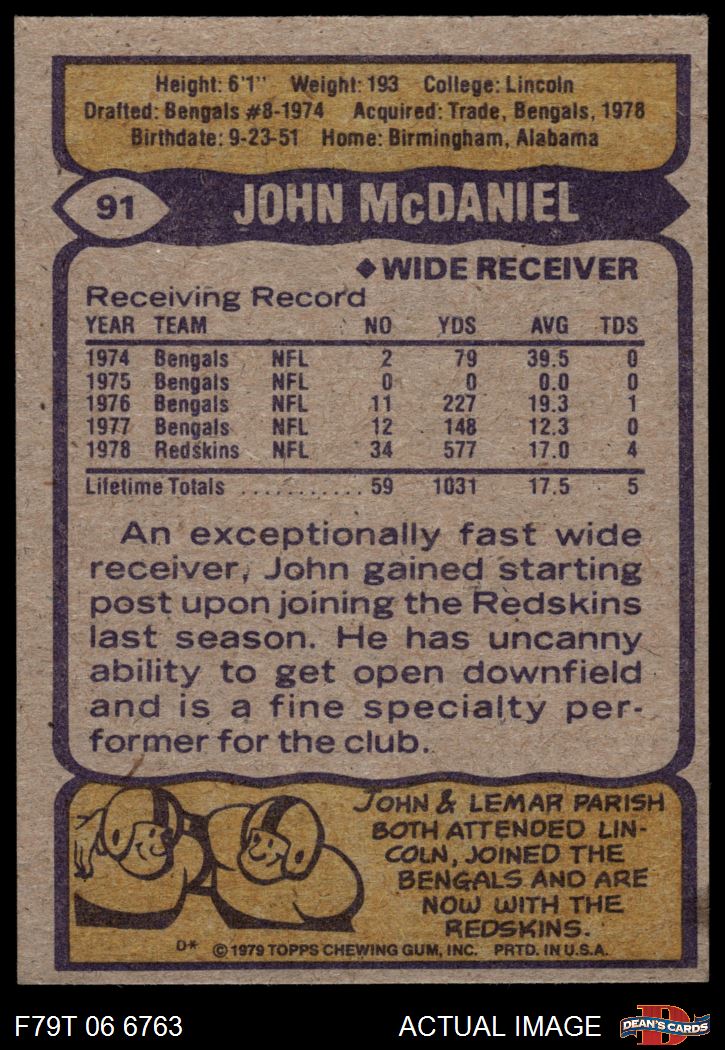 Height: 6'1" Weight: 193 College: Lincoln
Drafted: Bengals #8-1974 Acquired: Trade, Bengals, 1978
Birthdate: 9-23-51 Home: Birmingham, Alabama
91 JOHN McDANIEL
◆ WIDE RECEIVER
Receiving Record
YEAR TEAM NO YDS AVG TDS
1974 Bengals NFL 2 79 39.5 0
1975 Bengals NFL 0 0 0.0 0
1976 Bengals NFL 11 227 19.3 1
1977 Bengals NFL 12 148 12.3 0
1978 Redskins NFL 34 577 17.0 4
Lifetime Totals ........... 59 1031 17.5 5
An exceptionally fast wide
receiver, John gained starting
post upon joining the Redskins
last season. He has uncanny
ability to get open downfield
and is a fine specialty per-
former for the club.
JOHN & LEMAR PARISH
BOTH ATTENDED LIN-
COLN, JOINED THE
BENGALS AND ARE
NOW WITH THE
REDSKINS.
D* © 1979 TOPPS CHEWING GUM, INC. PRTD. IN U.S.A.
F79T 06 6763 ACTUAL IMAGE D DEAN'S CARDS